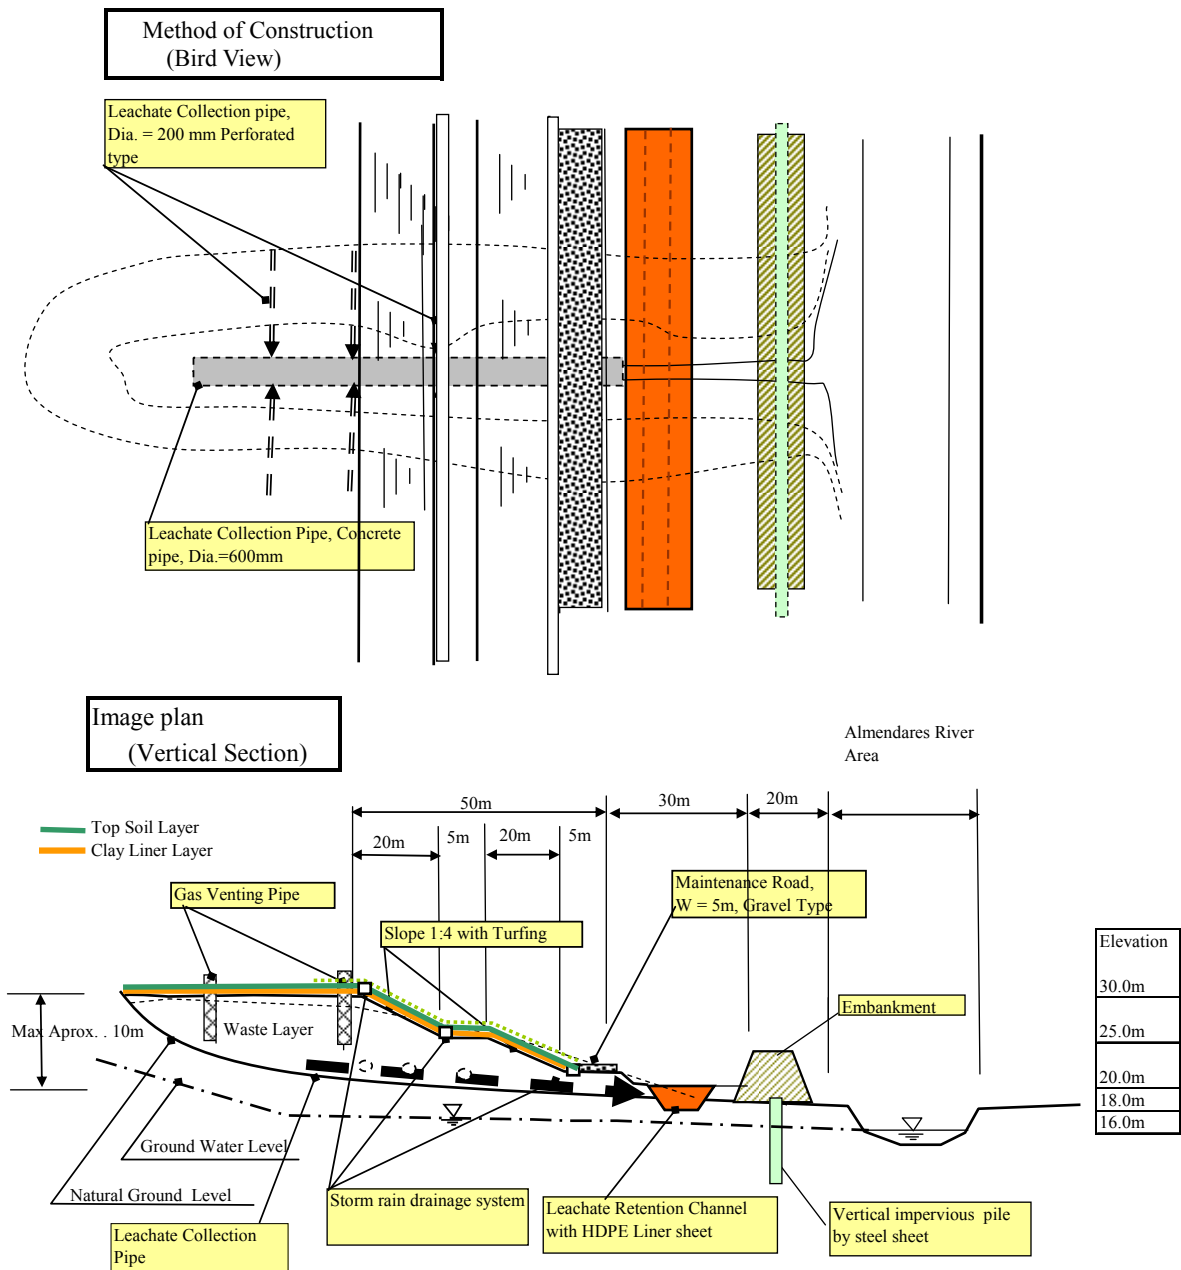 Method of Construction
(Bird View)
Leachate Collection pipe,
Dia. = 200 mm Perforated
type
Leachate Collection Pipe, Concrete
pipe, Dia.=600mm
Image plan
(Vertical Section)
Almendares River
Area
50m
30m
20m
20m
5m
20m
5m
Top Soil Layer
Clay Liner Layer
Gas Venting Pipe
Maintenance Road,
W = 5m, Gravel Type
Slope 1:4 with Turfing
Elevation
30.0m
25.0m
20.0m
18.0m
16.0m
Embankment
Max Aprox. . 10m
Waste Layer
Ground Water Level
Natural Ground Level
Leachate Collection
Pipe
Storm rain drainage system
Leachate Retention Channel
with HDPE Liner sheet
Vertical impervious pile
by steel sheet